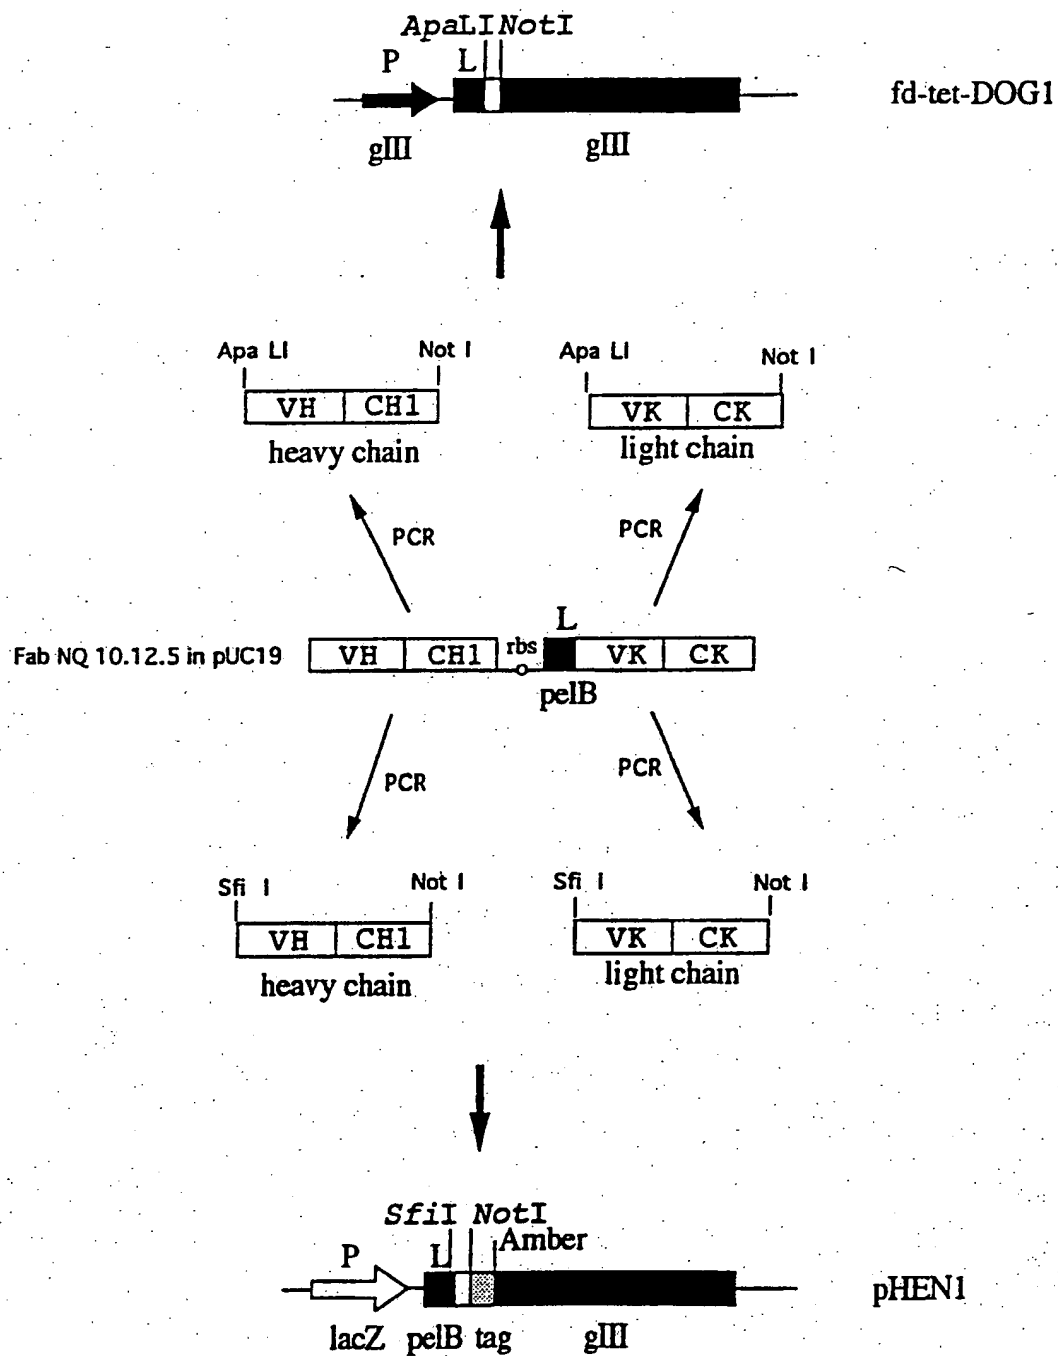 ApaLI NotI
P L
fd-tet-DOG1
gIII gIII
Apa LI Not I Apa LI Not I
VH CH1 VK CK
heavy chain light chain
PCR PCR
L
Fab NQ 10.12.5 in pUC19 VH CH1 rbs VK CK
pelB
PCR PCR
Sfi I Not I Sfi I Not I
VH CH1 VK CK
heavy chain light chain
SfiI NotI
P L Amber
pHEN1
lacZ pelB tag gIII